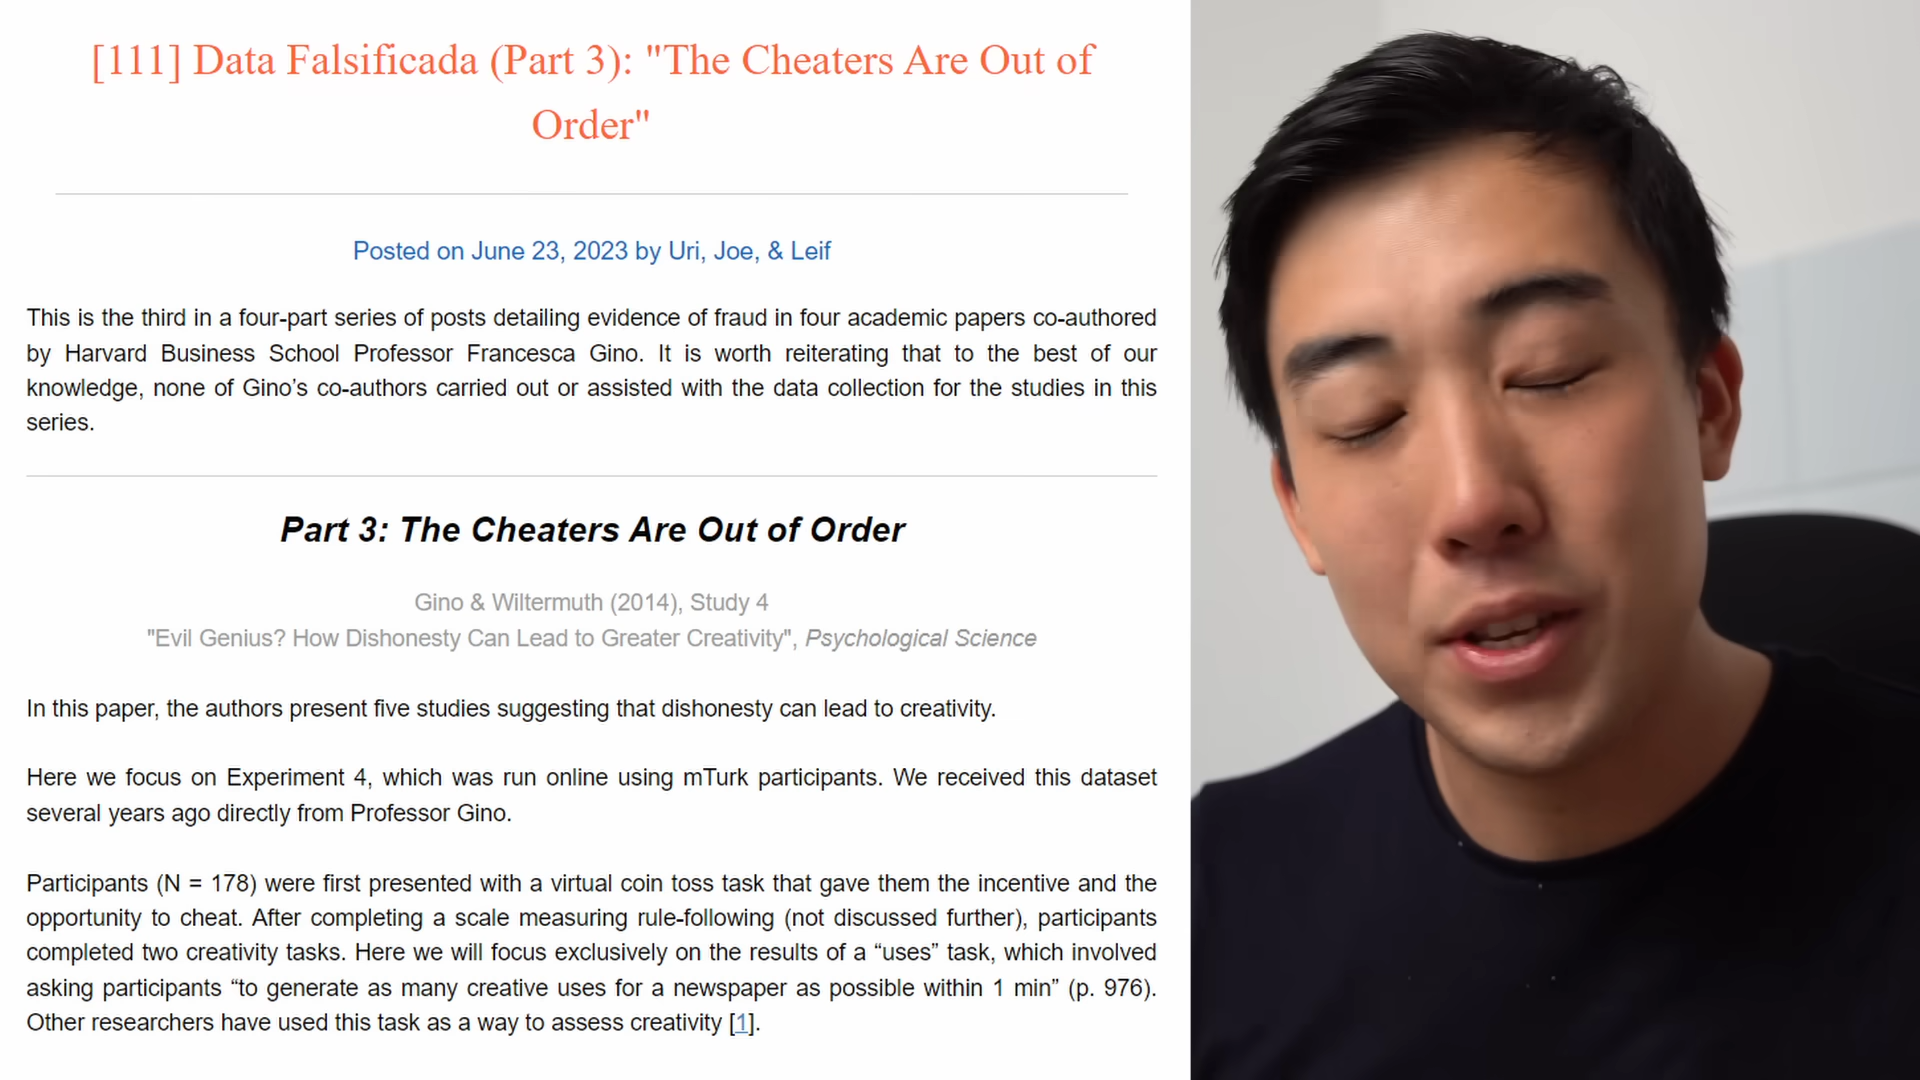 [111] Data Falsificada (Part 3): "The Cheaters Are Out of
Order"
Posted on June 23, 2023 by Uri, Joe, & Leif
This is the third in a four-part series of posts detailing evidence of fraud in four academic papers co-authored
by Harvard Business School Professor Francesca Gino. It is worth reiterating that to the best of our
knowledge, none of Gino’s co-authors carried out or assisted with the data collection for the studies in this
series.
Part 3: The Cheaters Are Out of Order
Gino & Wiltermuth (2014), Study 4
"Evil Genius? How Dishonesty Can Lead to Greater Creativity", Psychological Science
In this paper, the authors present five studies suggesting that dishonesty can lead to creativity.
Here we focus on Experiment 4, which was run online using mTurk participants. We received this dataset
several years ago directly from Professor Gino.
Participants (N = 178) were first presented with a virtual coin toss task that gave them the incentive and the
opportunity to cheat. After completing a scale measuring rule-following (not discussed further), participants
completed two creativity tasks. Here we will focus exclusively on the results of a “uses” task, which involved
asking participants “to generate as many creative uses for a newspaper as possible within 1 min” (p. 976).
Other researchers have used this task as a way to assess creativity [1].